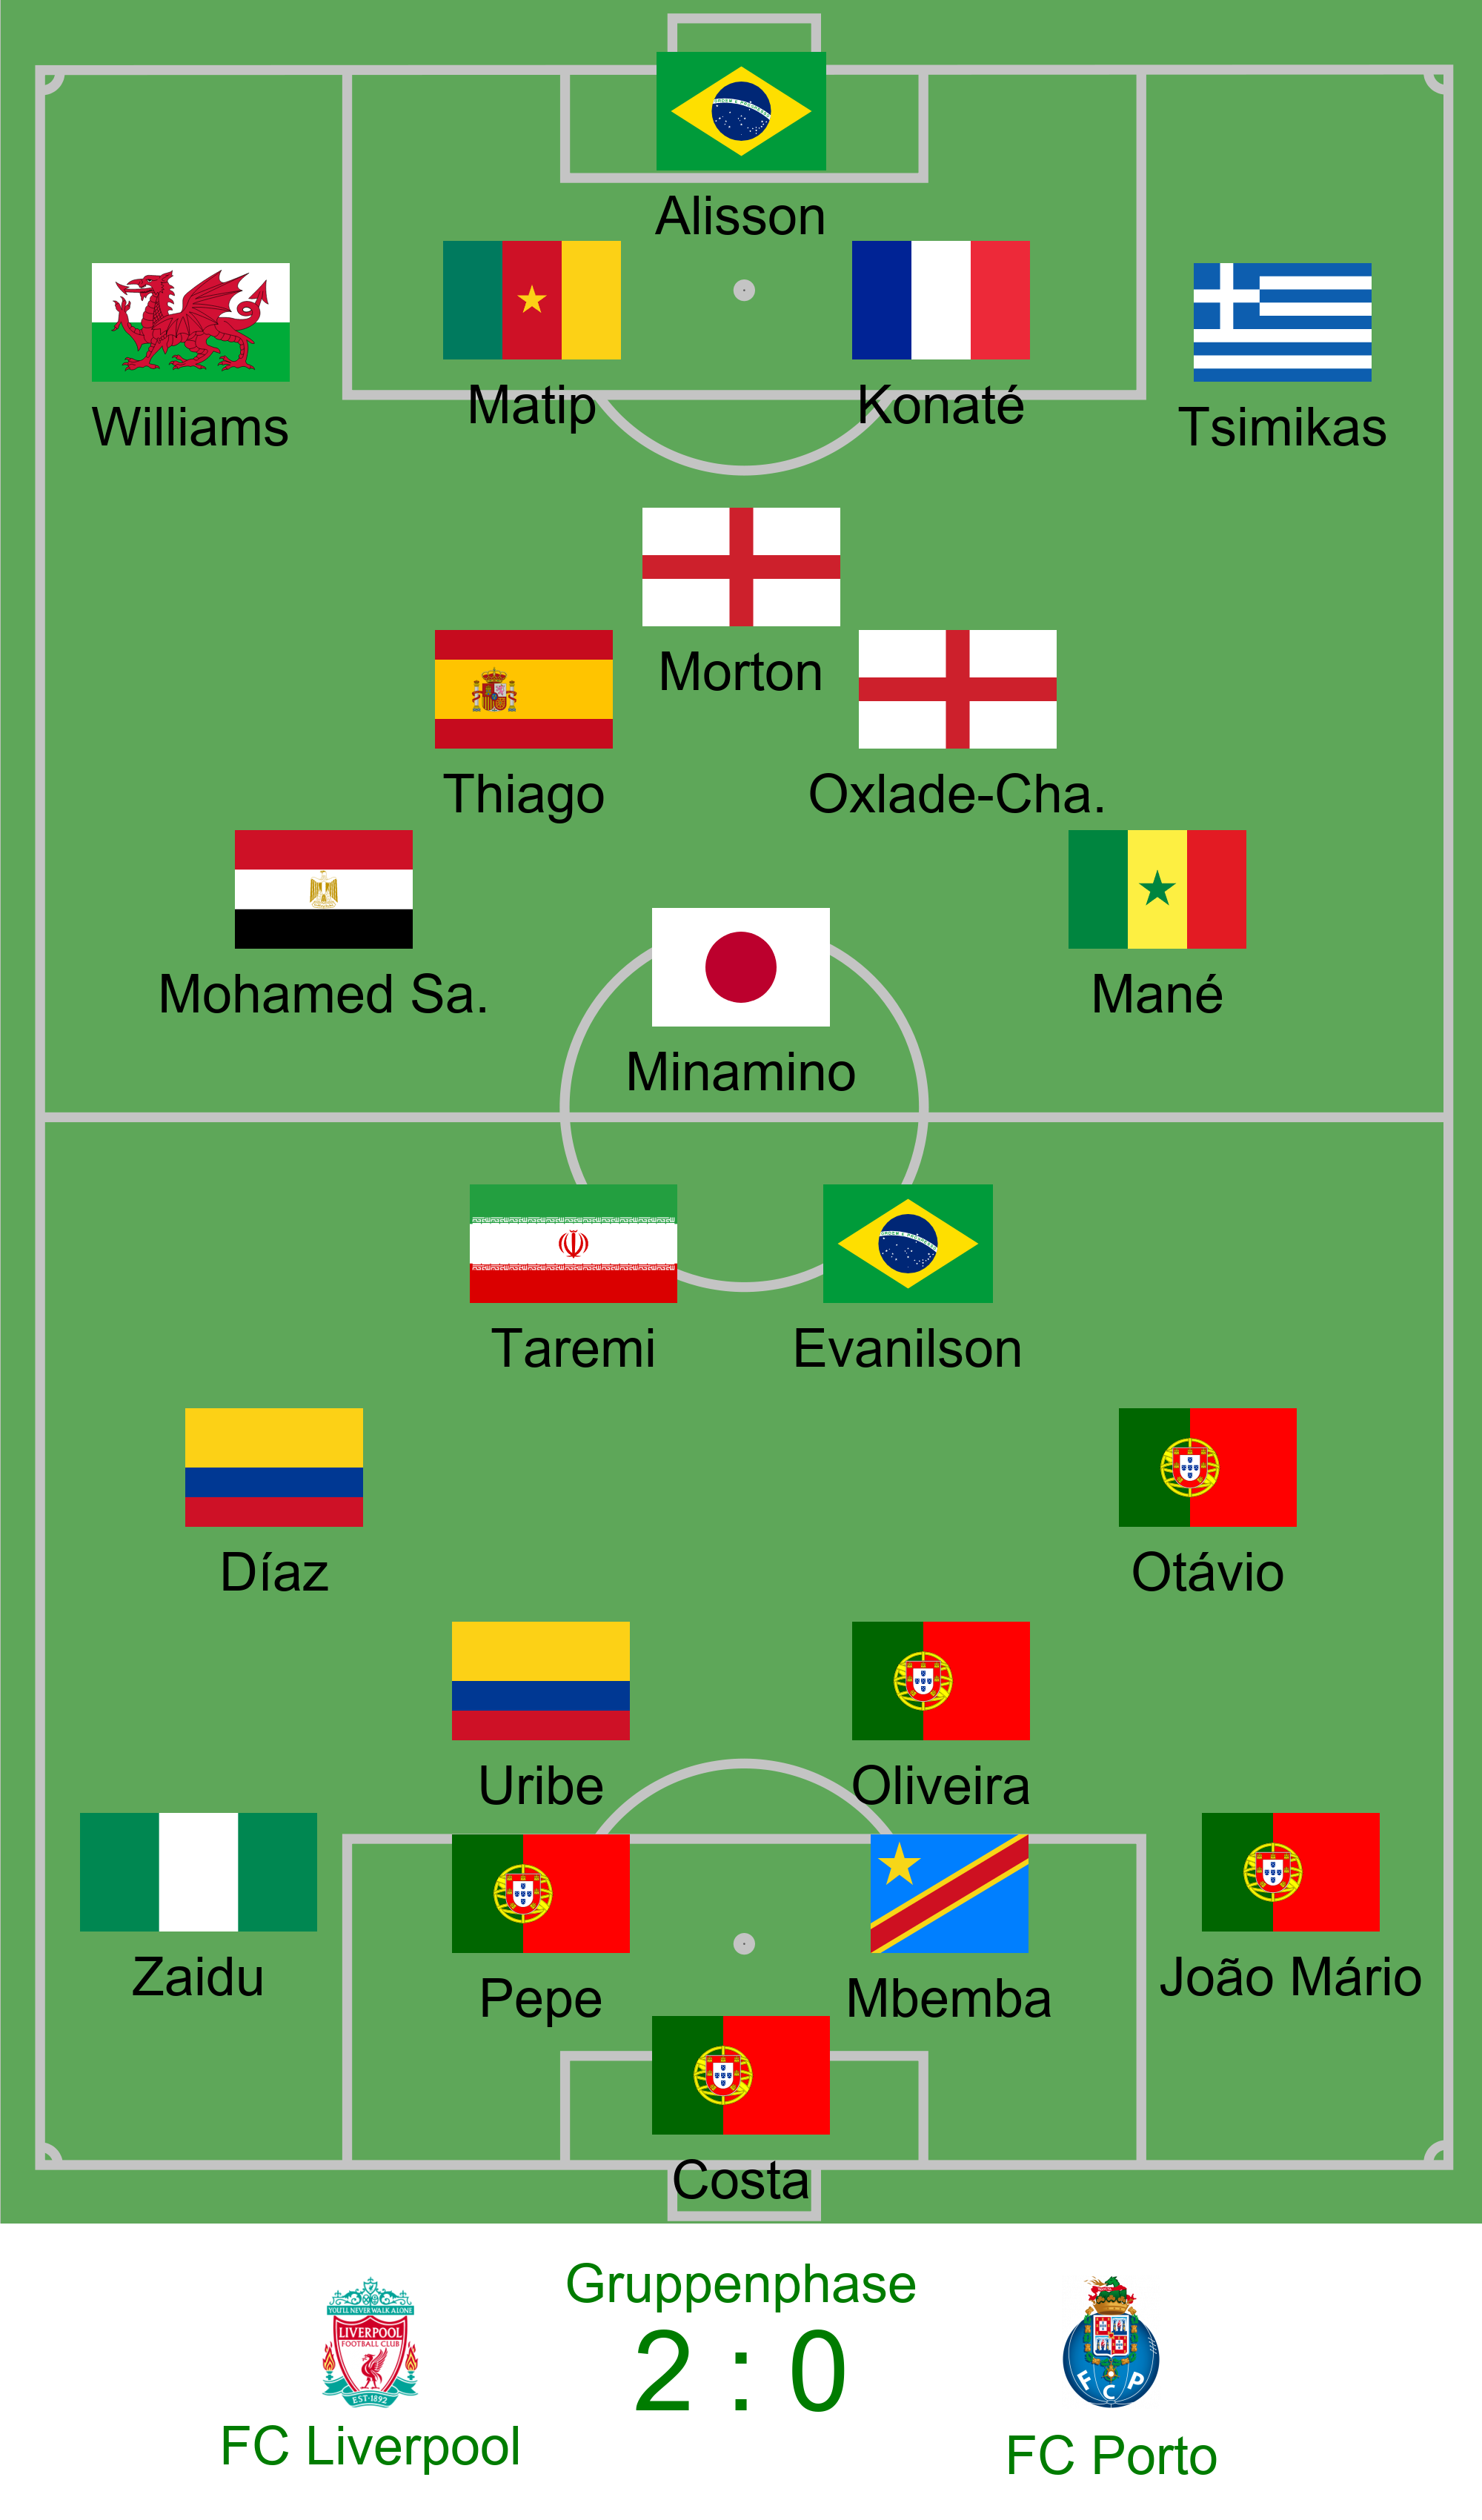 Alisson
Williams
Matip
Konaté
Tsimikas
Morton
Thiago
Oxlade-Cha.
Mohamed Sa.
Mané
Minamino
Taremi
Evanilson
Díaz
Otávio
Uribe
Oliveira
Zaidu
Pepe
Mbemba
João Mário
Costa
Gruppenphase
2 : 0
YOU'LL NEVER WALK ALONE
LIVERPOOL
FOOTBALL CLUB
EST·1892
FCP
FC Liverpool
FC Porto